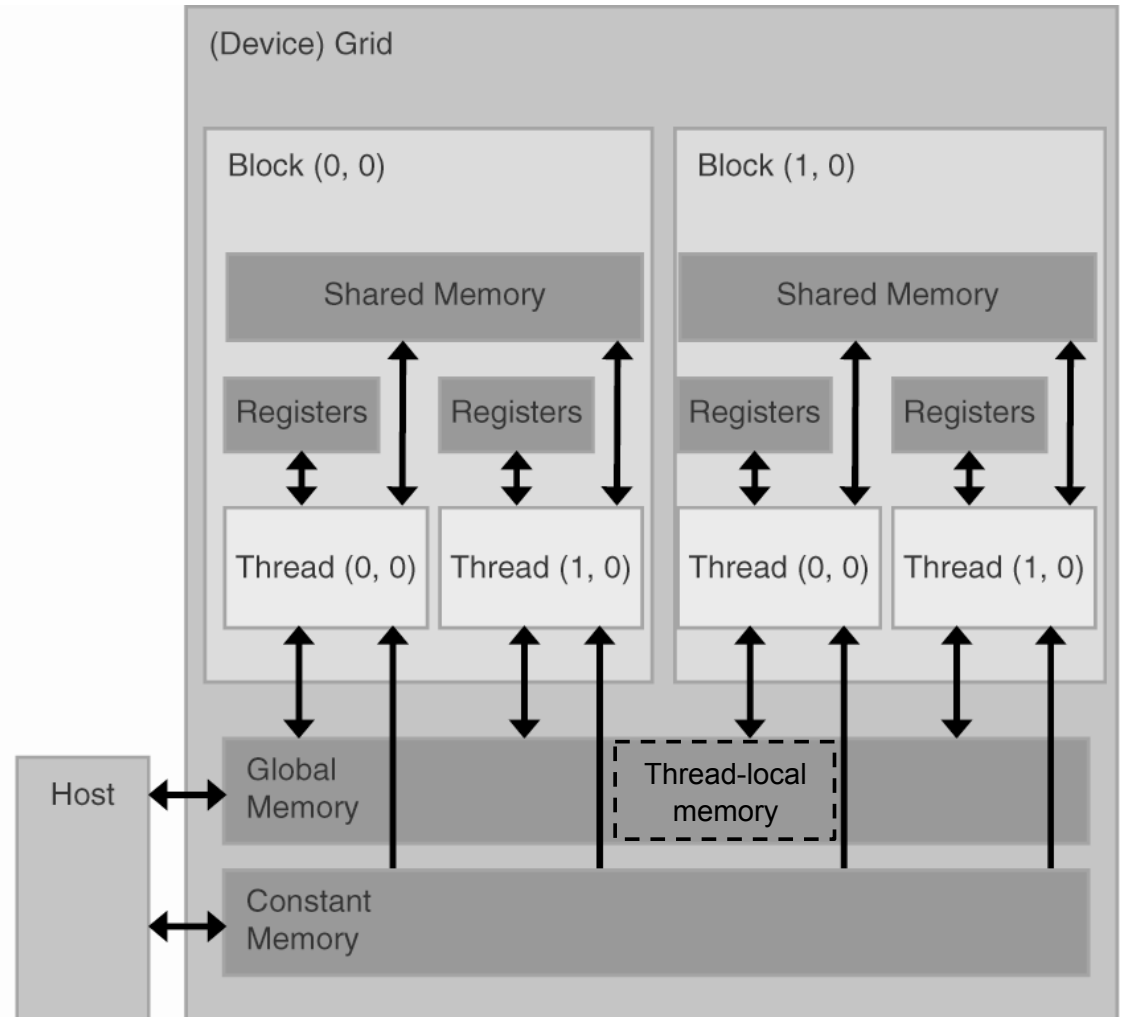 (Device) Grid
Block (0, 0)
Block (1, 0)
Shared Memory
Shared Memory
Registers
Registers
Registers
Registers
Thread (0, 0)
Thread (1, 0)
Thread (0, 0)
Thread (1, 0)
Host
Global
Memory
Thread-local
memory
Constant
Memory